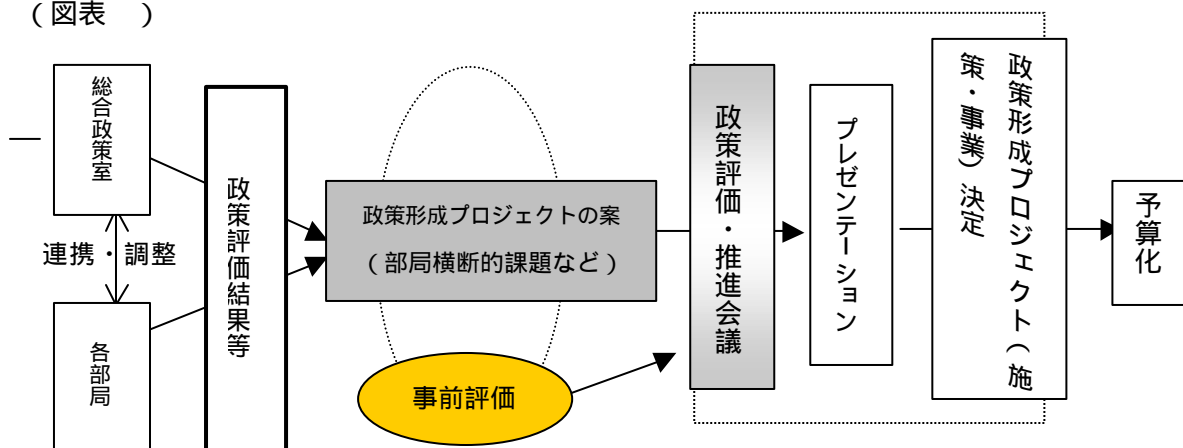 （図表　）
総合政策室
連携・調整
各部局
政策評価結果等
政策形成プロジェクトの案
（部局横断的課題など）
事前評価
政策評価・推進会議
プレゼンテーション
政策形成プロジェクト（施
策・事業）決定
予算化